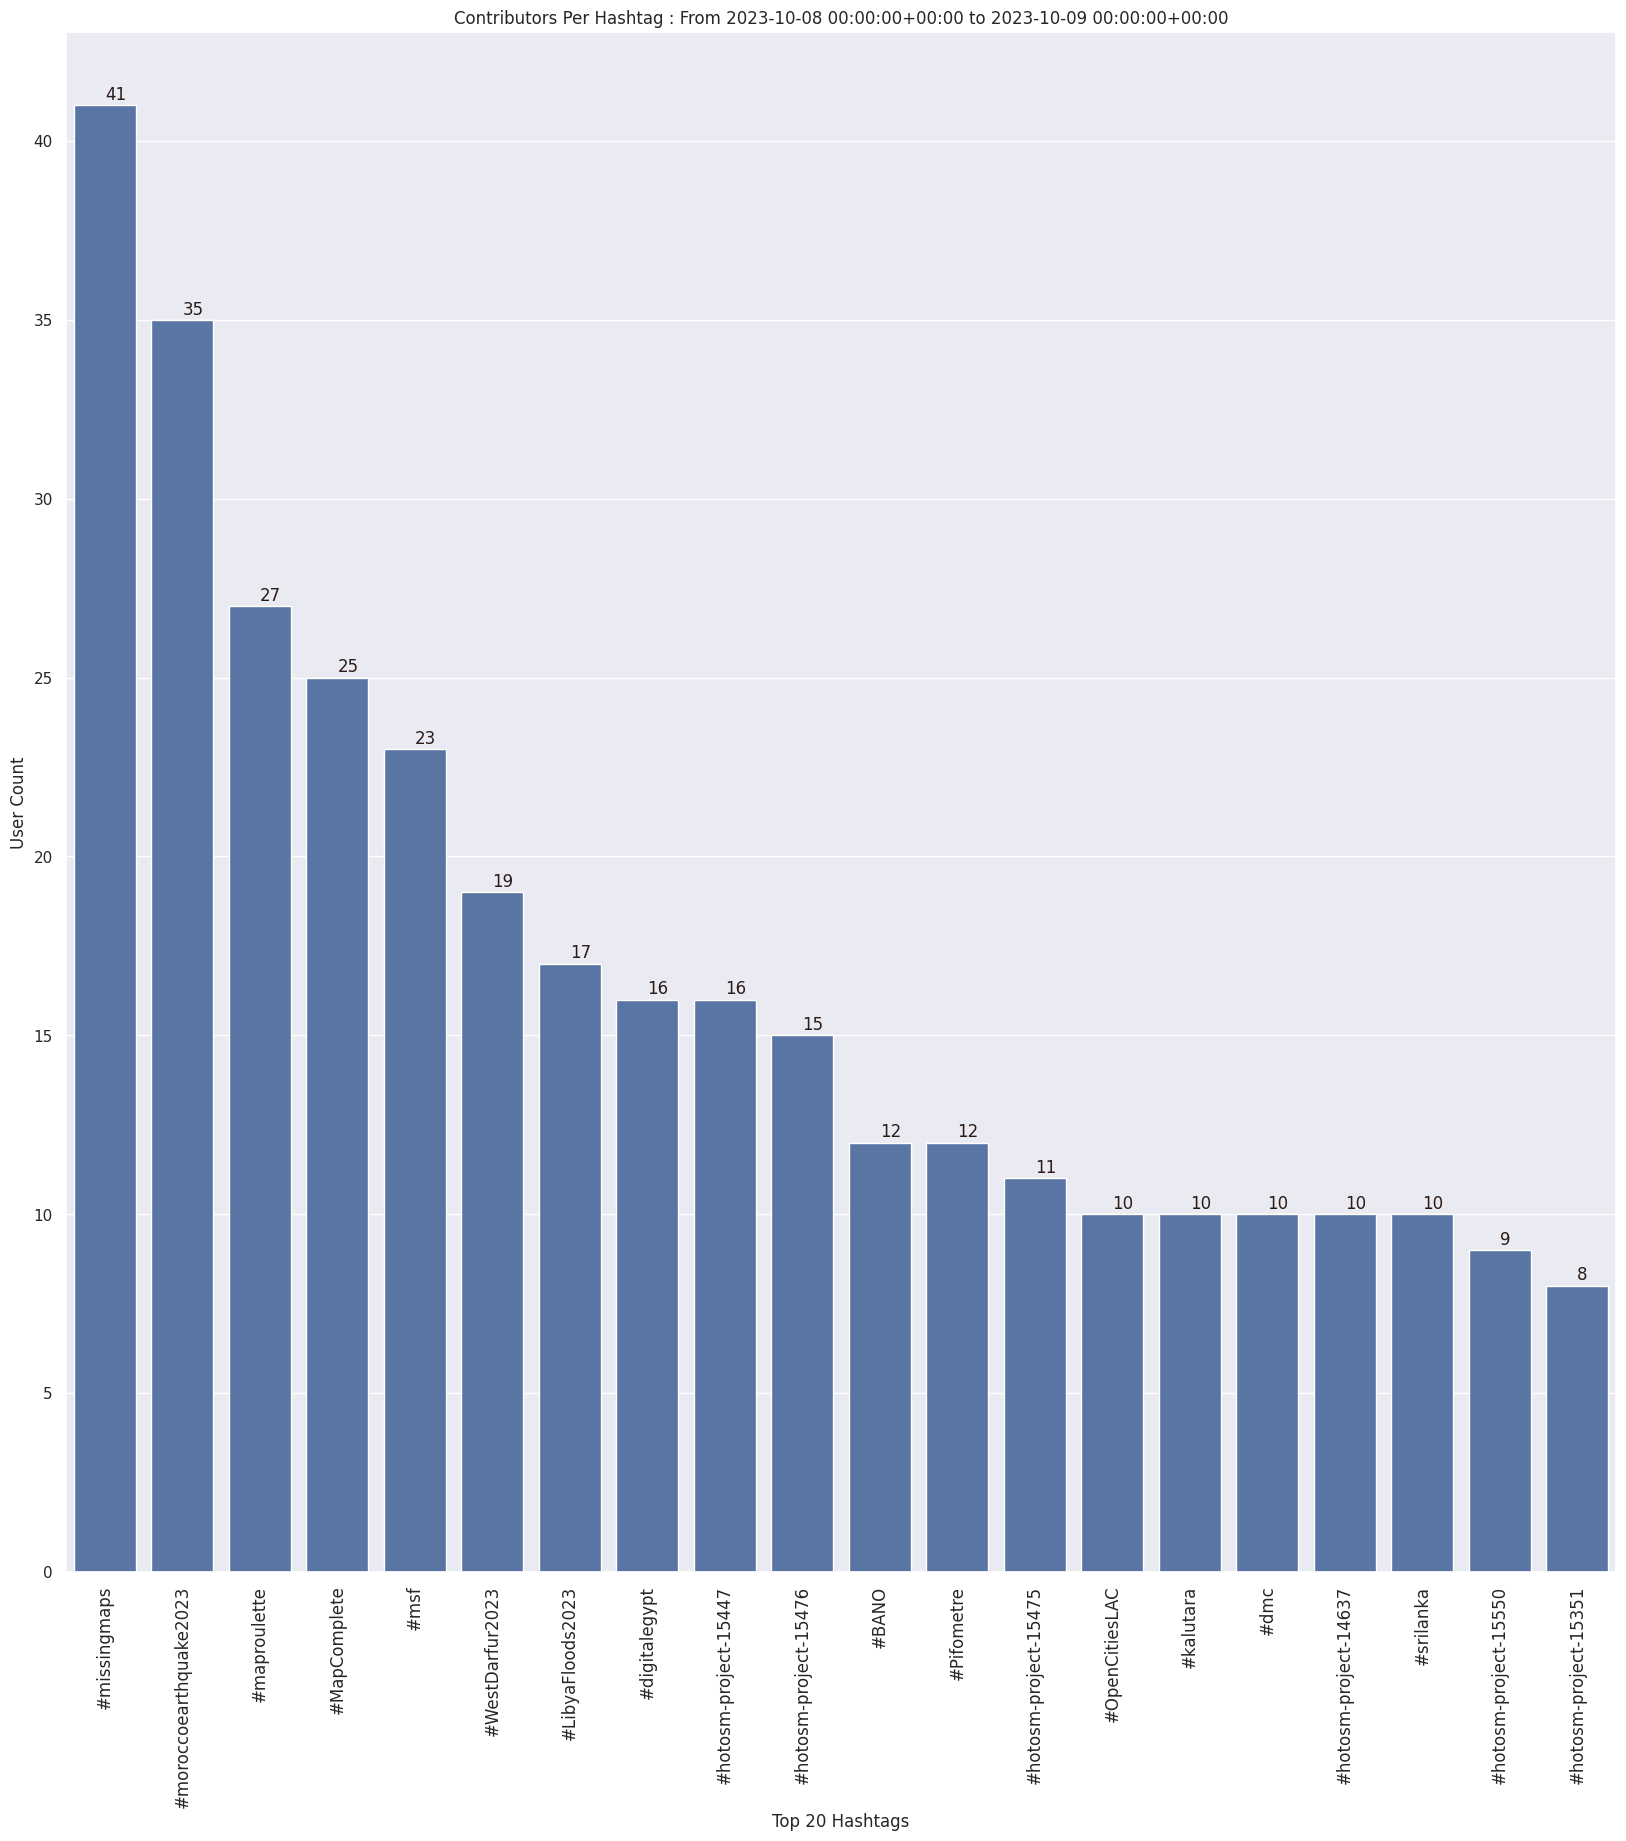 Contributors Per Hashtag : From 2023-10-08 00:00:00+00:00 to 2023-10-09 00:00:00+00:00
User Count
40
35
30
25
20
15
10
5
0
41
35
27
25
23
19
17
16
16
15
12
12
11
10
10
10
10
10
9
8
#missingmaps
#moroccoearthquake2023
#maproulette
#MapComplete
#msf
#WestDarfur2023
#LibyaFloods2023
#digitalegypt
#hotosm-project-15447
#hotosm-project-15476
#BANO
#Pifometre
#hotosm-project-15475
#OpenCitiesLAC
#kalutara
#dmc
#hotosm-project-14637
#srilanka
#hotosm-project-15550
#hotosm-project-15351
Top 20 Hashtags